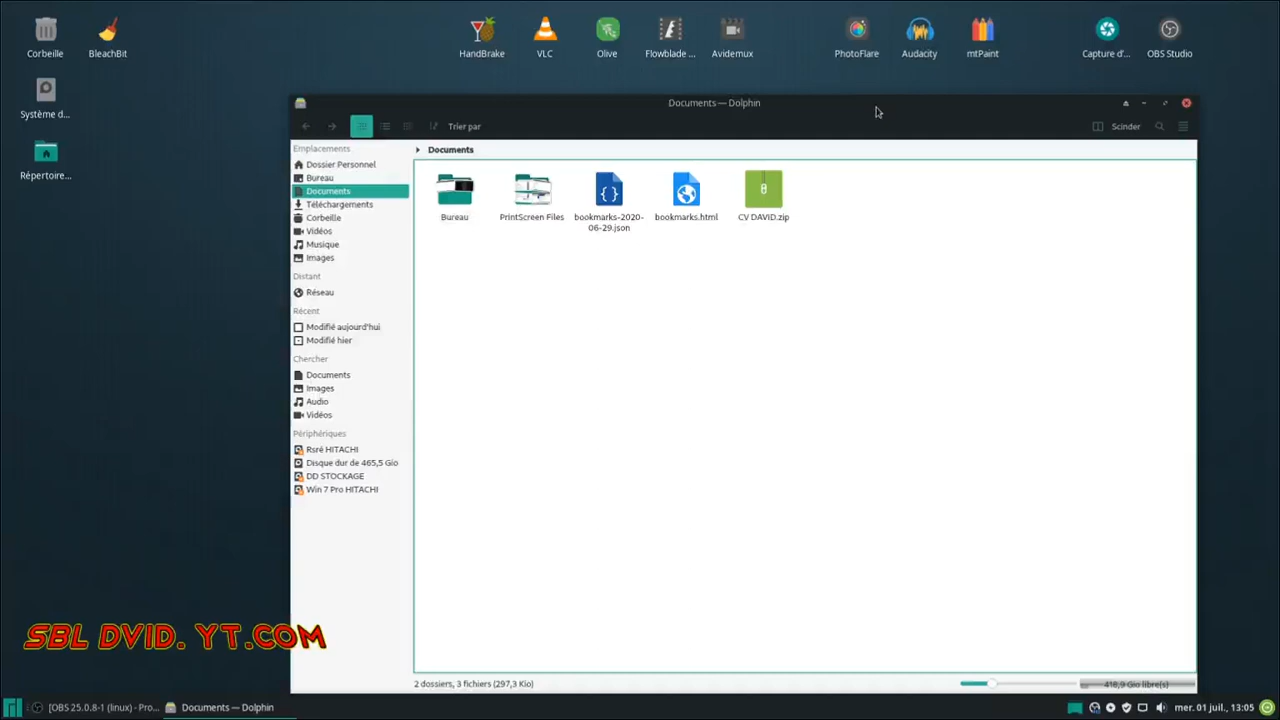 Corbeille
BleachBit
HandBrake
VLC
Olive
Flowblade ...
Avidemux
PhotoFlare
Audacity
mtPaint
Capture d'...
OBS Studio
Système d...
Répertoire...
Documents — Dolphin
Trier par
Scinder
Emplacements
Dossier Personnel
Bureau
Documents
Téléchargements
Corbeille
Vidéos
Musique
Images
Distant
Réseau
Récent
Modifié aujourd'hui
Modifié hier
Chercher
Documents
Images
Audio
Vidéos
Périphériques
Rsré HITACHI
Disque dur de 465,5 Gio
DD STOCKAGE
Win 7 Pro HITACHI
Documents
Bureau
PrintScreen Files
bookmarks-2020-
06-29.json
bookmarks.html
CV DAVID.zip
2 dossiers, 3 fichiers (297,3 Kio)
Gio libre(s)
SBL DVID. YT.COM
[OBS 25.0.8-1 (linux) - Pro...
Documents — Dolphin
mer. 01 juil., 13:05